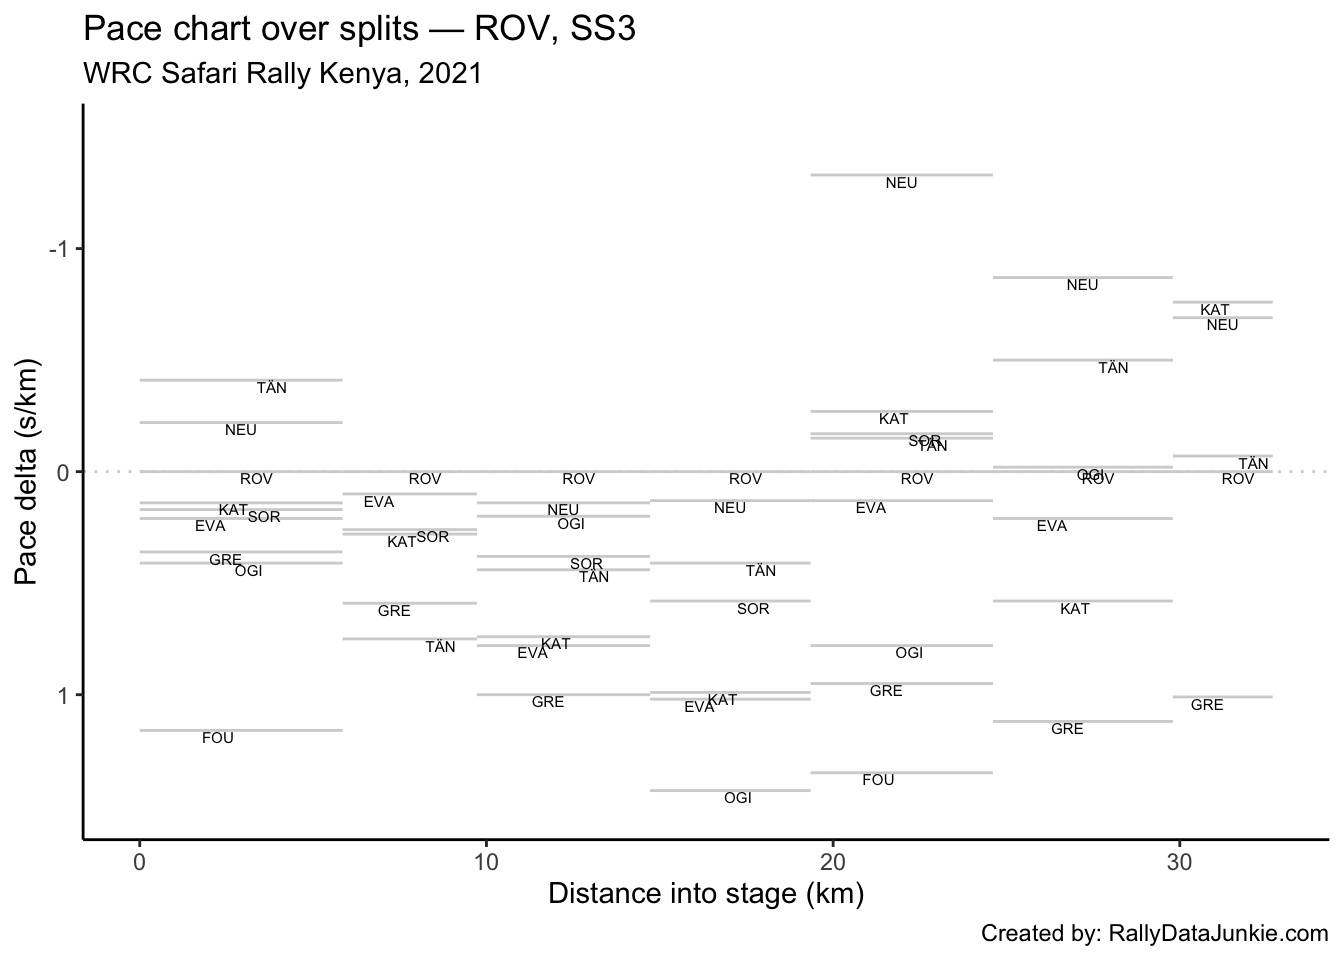 Pace chart over splits — ROV, SS3
WRC Safari Rally Kenya, 2021
Pace delta (s/km)
NEU
-1
NEU
KAT
NEU
TÄN
TÄN
KAT
NEU
SOR
TÄN
TÄN
0
OGI
ROV ROV ROV ROV ROV ROV ROV
EVA
KAT
SOR
NEU
NEU
EVA
EVA
OGI
EVA
SOR
KAT
GRE
OGI
SOR
TÄN
TÄN
GRE
SOR
KAT
TÄN
KAT
EVA
OGI
1
GRE
KAT
EVA
GRE
GRE
FOU
GRE
FOU
OGI
0 10 20 30
Distance into stage (km)
Created by: RallyDataJunkie.com